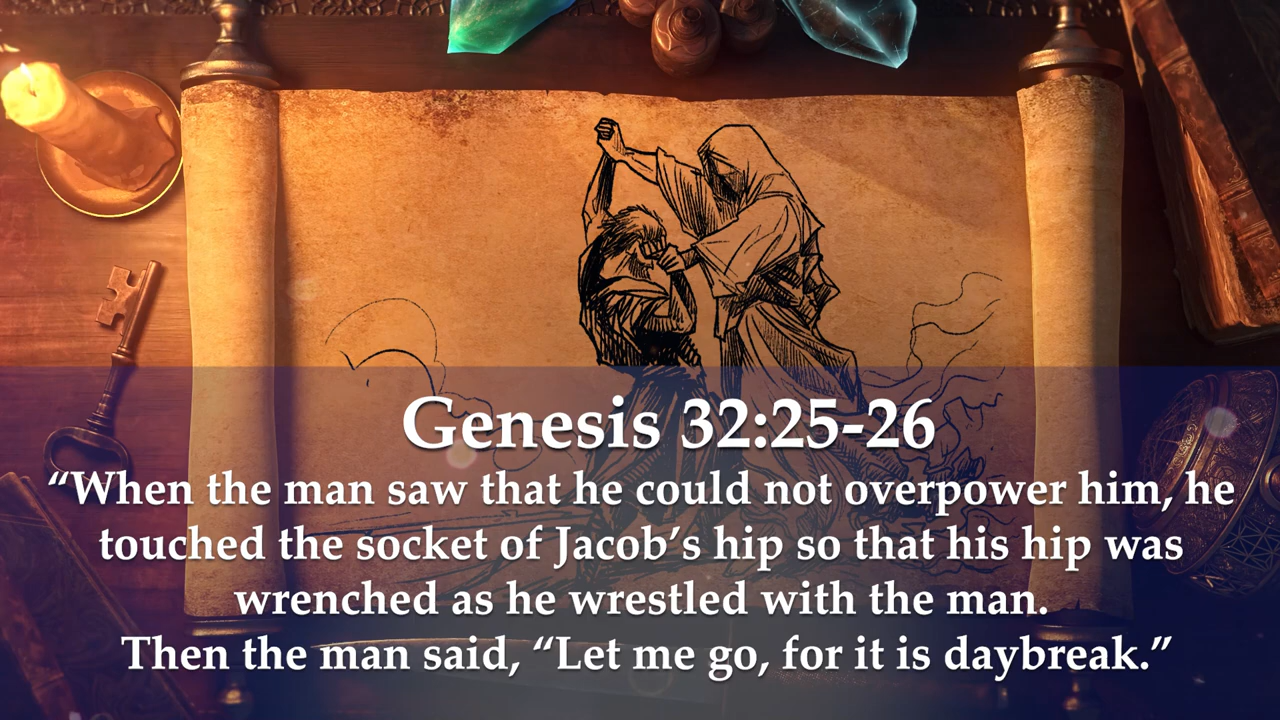 Genesis 32:25-26
“When the man saw that he could not overpower him, he
touched the socket of Jacob’s hip so that his hip was
wrenched as he wrestled with the man.
Then the man said, “Let me go, for it is daybreak.”